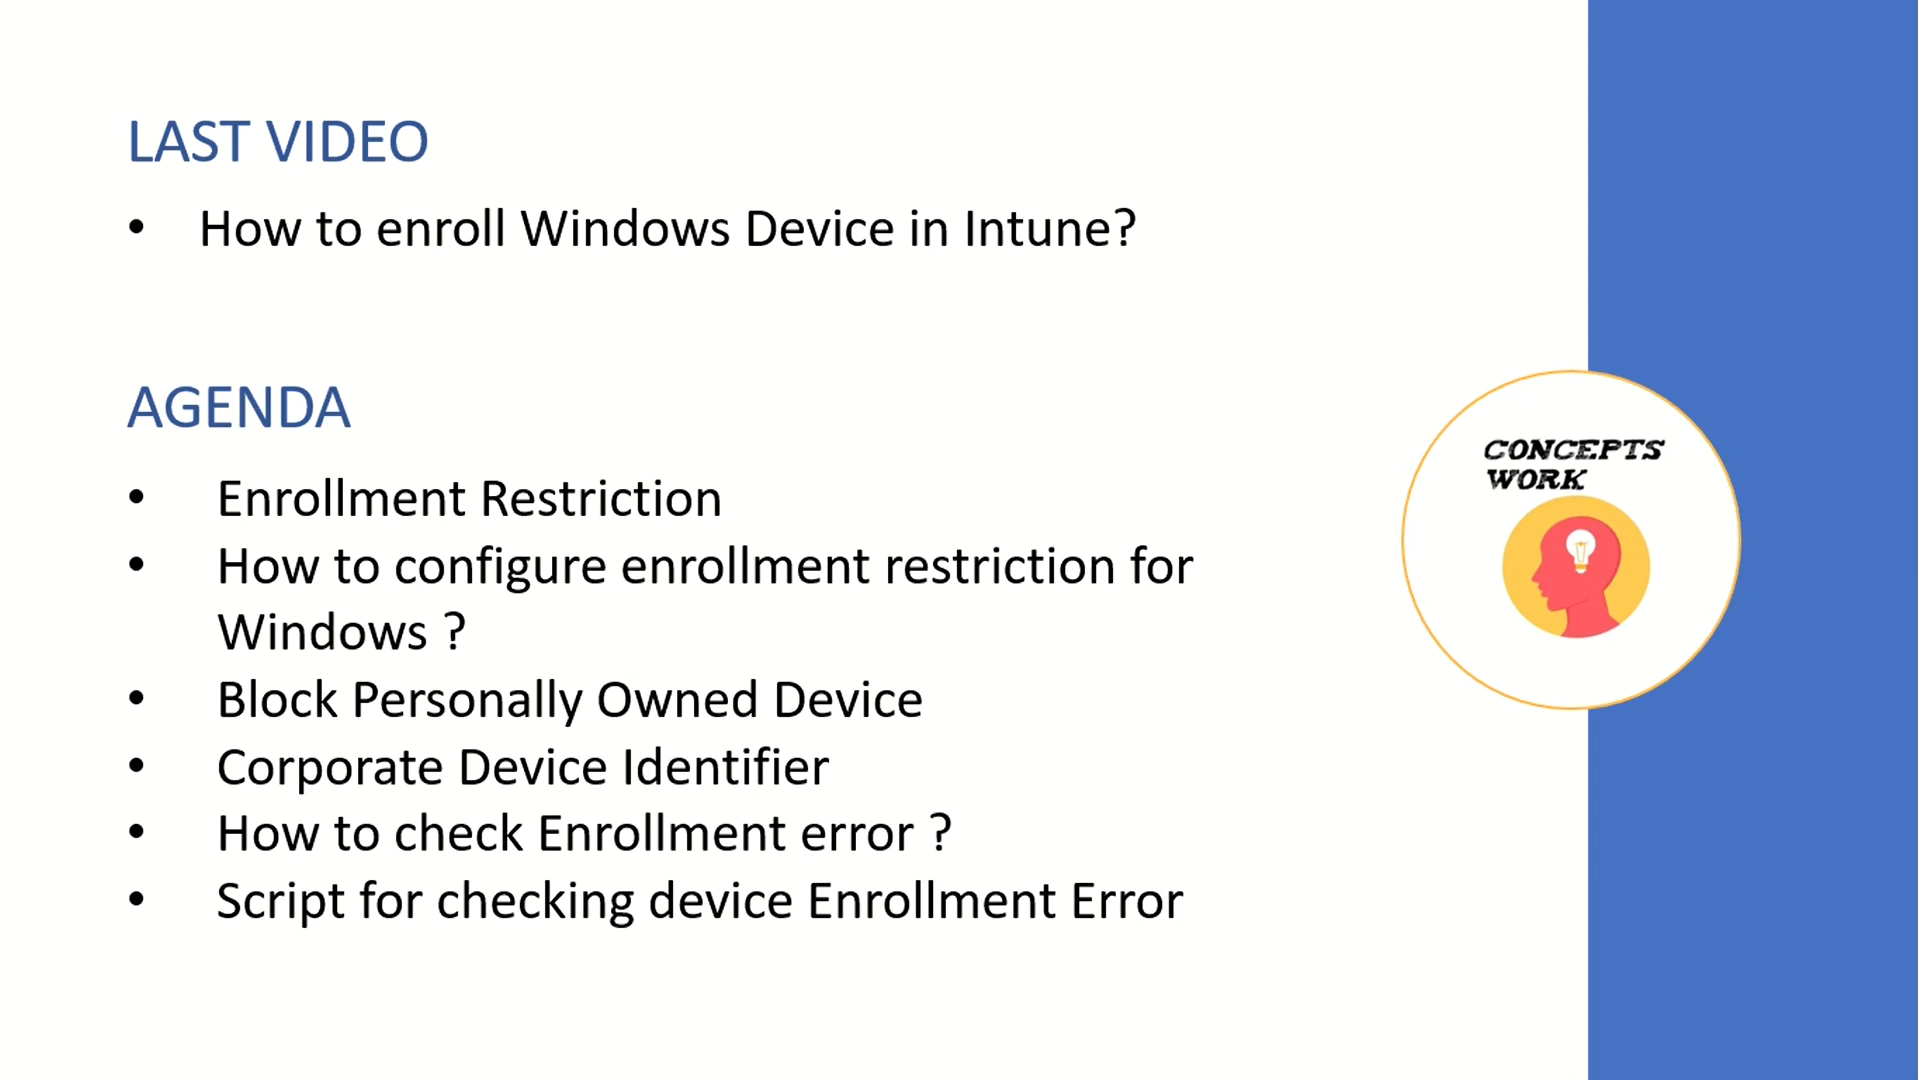 LAST VIDEO
• How to enroll Windows Device in Intune?
AGENDA
• Enrollment Restriction
• How to configure enrollment restriction for
Windows ?
• Block Personally Owned Device
• Corporate Device Identifier
• How to check Enrollment error ?
• Script for checking device Enrollment Error
CONCEPTS
WORK